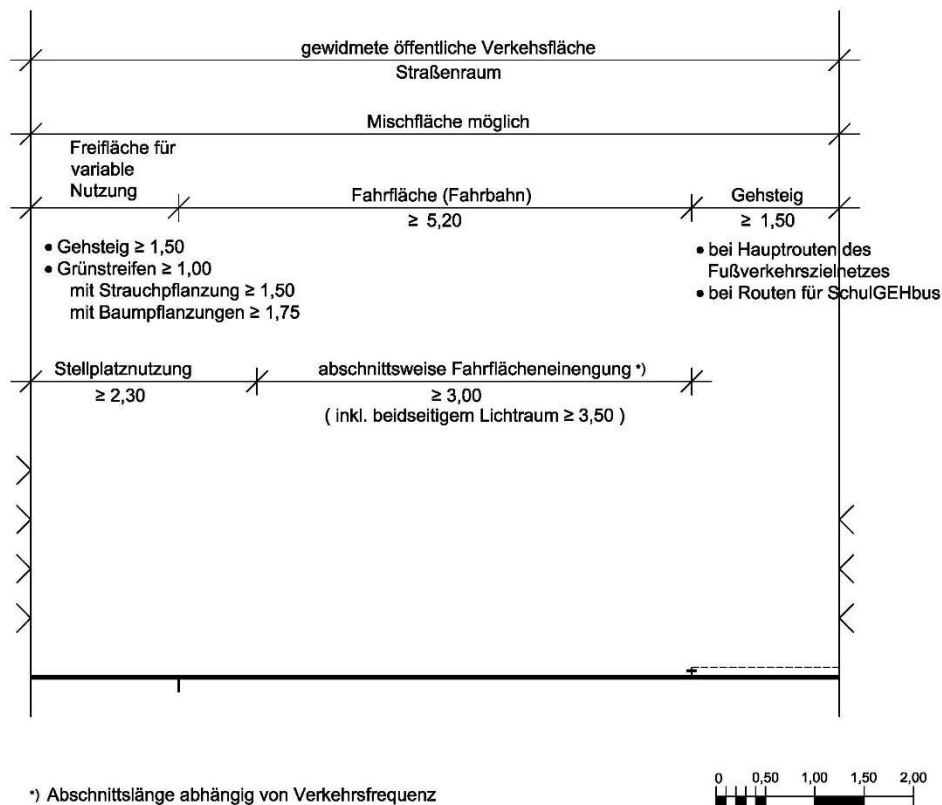 gewidmete öffentliche Verkehsfläche
Straßenraum
Mischfläche möglich
Freifläche für
variable
Nutzung
Fahrfläche (Fahrbahn)
≥ 5,20
Gehsteig
≥ 1,50
• Gehsteig ≥ 1,50
• Grünstreifen ≥ 1,00
mit Strauchpflanzung ≥ 1,50
mit Baumpflanzungen ≥ 1,75
• bei Hauptrouten des
Fußverkehrszielnetzes
• bei Routen für SchulGEHbus
Stellplatznutzung
≥ 2,30
abschnittsweise Fahrflächeneinengung *)
≥ 3,00
( inkl. beidseitigem Lichtraum ≥ 3,50 )
*) Abschnittslänge abhängig von Verkehrsfrequenz
0 0,50 1,00 1,50 2,00